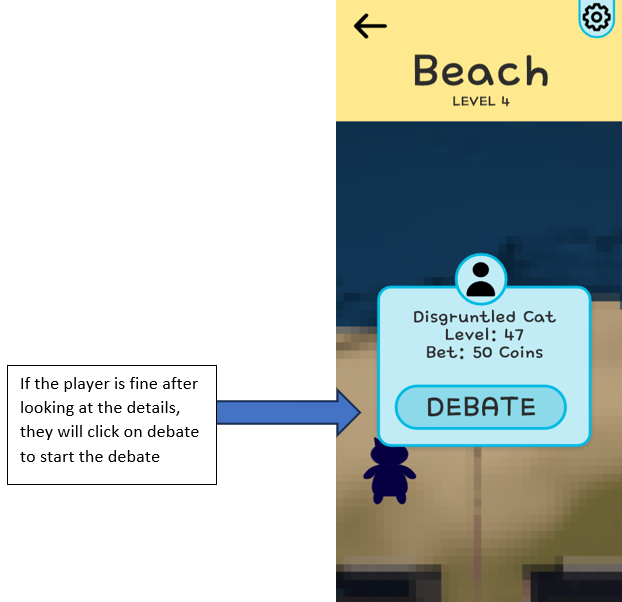 Beach
LEVEL 4
Disgruntled Cat
Level: 47
Bet: 50 Coins
DEBATE
If the player is fine after
looking at the details,
they will click on debate
to start the debate